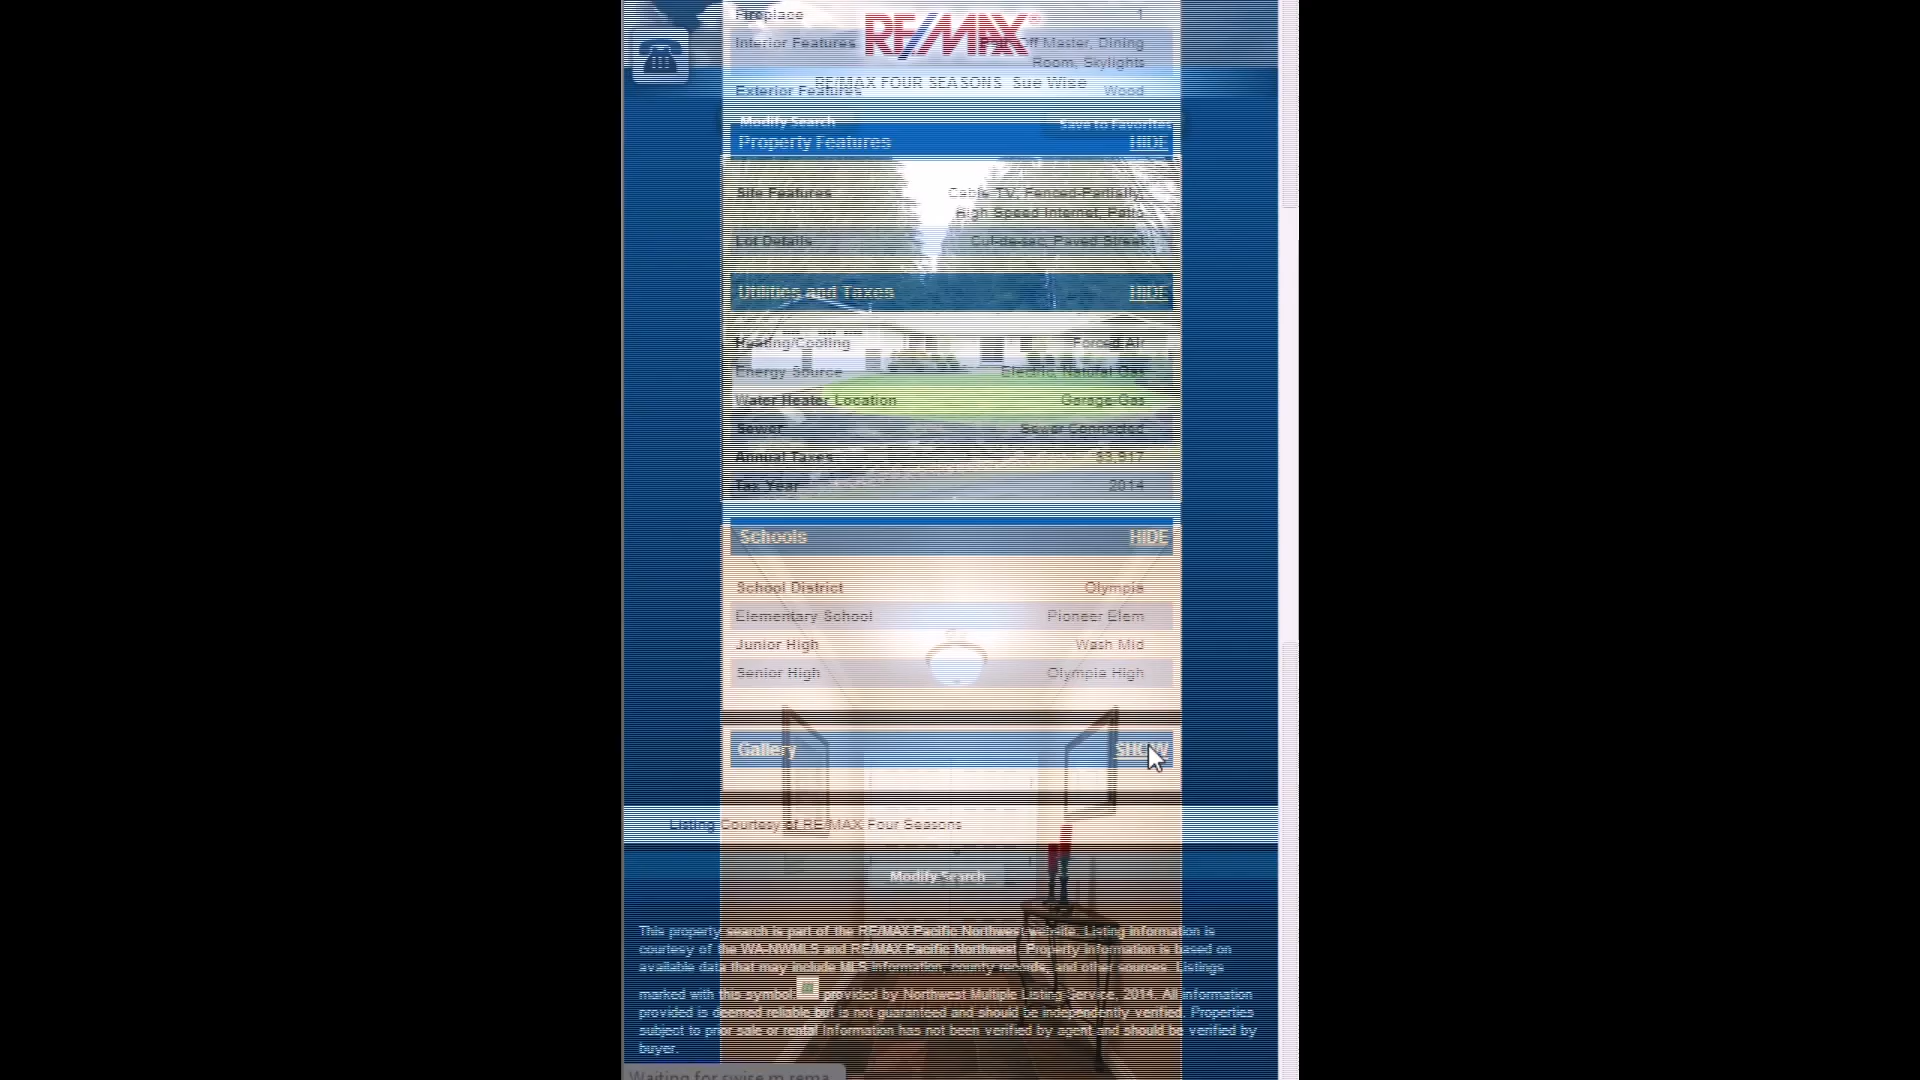 Fireplace 1
RE/MAX
Interior Features Off Master, Dining
Room, Skylights
RE/MAX FOUR SEASONS Sue Wise
Exterior Features Wood
Modify Search Save to Favorites
Property Features HIDE
Site Features Cable TV, Fenced-Partially,
High Speed Internet, Patio
Lot Details Cul-de-sac, Paved Street
Utilities and Taxes HIDE
Heating/Cooling Forced Air
Energy Source Electric, Natural Gas
Water Heater Location Garage-Gas
Sewer Sewer Connected
Annual Taxes $3,917
Tax Year 2014
Schools HIDE
School District Olympia
Elementary School Pioneer Elem
Junior High Wash Mid
Senior High Olympia High
Gallery SHOW
Listing Courtesy of RE/MAX Four Seasons
Modify Search
This property search is part of the RE/MAX Pacific Northwest website. Listing information is
courtesy of the WA-NWMLS and RE/MAX Pacific Northwest. Property information is based on
available data that may include MLS information, county records, and other sources. Listings
marked with this symbol provided by Northwest Multiple Listing Service, 2014. All information
provided is deemed reliable but is not guaranteed and should be independently verified. Properties
subject to prior sale or rental Information has not been verified by agent and should be verified by
buyer.
Waiting for swise.m.rema...